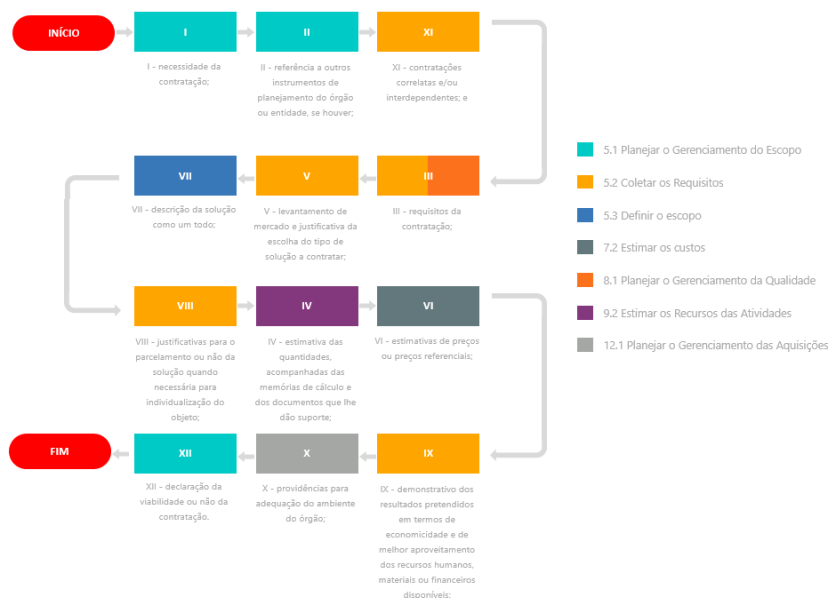 INÍCIO
I
II
XI
I - necessidade da
contratação;
II - referência a outros
instrumentos de
planejamento do órgão
ou entidade, se houver;
XI - contratações
correlatas e/ou
interdependentes; e
VII
V
III
VII - descrição da solução
como um todo;
V - levantamento de
mercado e justificativa da
escolha do tipo de
solução a contratar;
III - requisitos da
contratação;
VIII
IV
VI
VIII - justificativas para o
parcelamento ou não da
solução quando
necessária para
individualização do
objeto;
IV - estimativa das
quantidades,
acompanhadas das
memórias de cálculo e
dos documentos que lhe
dão suporte;
VI - estimativas de preços
ou preços referenciais;
FIM
XII
X
IX
XII - declaração da
viabilidade ou não da
contratação.
X - providências para
adequação do ambiente
do órgão;
IX - demonstrativo dos
resultados pretendidos
em termos de
economicidade e de
melhor aproveitamento
dos recursos humanos,
materiais ou financeiros
disponíveis;
5.1 Planejar o Gerenciamento do Escopo
5.2 Coletar os Requisitos
5.3 Definir o escopo
7.2 Estimar os custos
8.1 Planejar o Gerenciamento da Qualidade
9.2 Estimar os Recursos das Atividades
12.1 Planejar o Gerenciamento das Aquisições